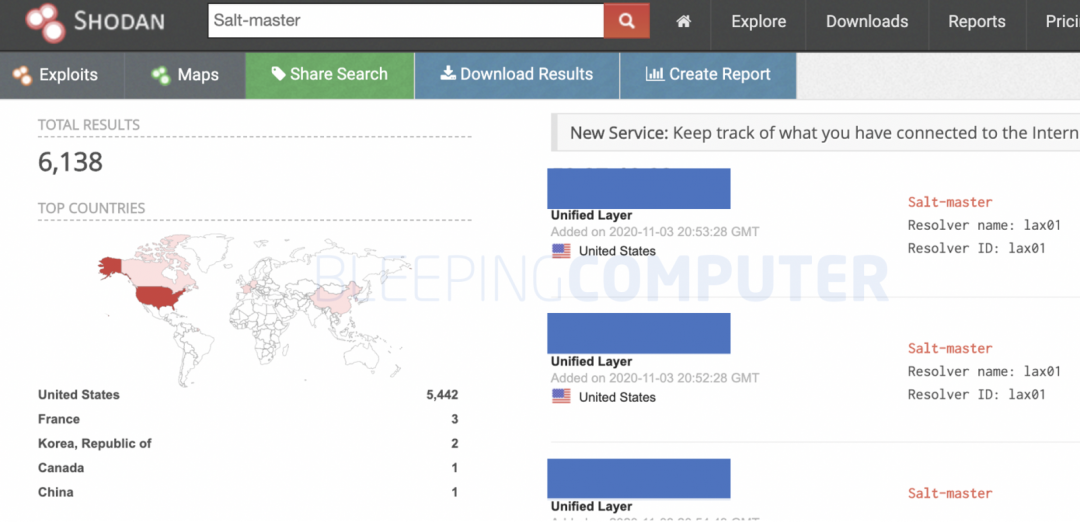 SHODAN
Salt-master
Explore
Downloads
Reports
Exploits
Maps
Share Search
Download Results
Create Report
TOTAL RESULTS
6,138
TOP COUNTRIES
United States 5,442
France 3
Korea, Republic of 2
Canada 1
China 1
New Service: Keep track of what you have connected to the Intern
Unified Layer
Added on 2020-11-03 20:53:28 GMT
United States
Salt-master
Resolver name: lax01
Resolver ID: lax01
Unified Layer
Added on 2020-11-03 20:52:28 GMT
United States
Salt-master
Resolver name: lax01
Resolver ID: lax01
Unified Layer
Salt-master
BLEEPINGCOMPUTER